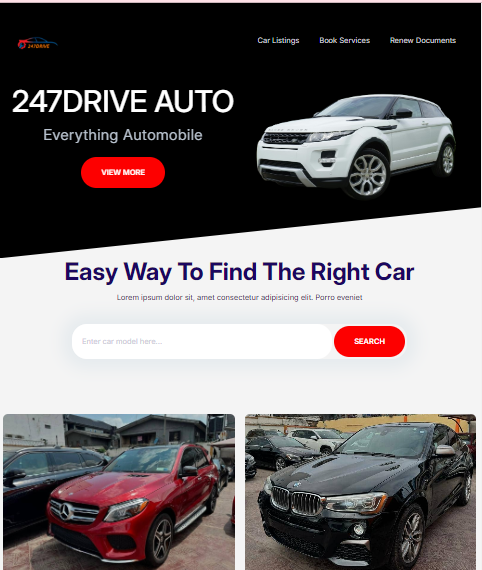 247DRIVE
Car Listings Book Services Renew Documents
247DRIVE AUTO
Everything Automobile
VIEW MORE
Easy Way To Find The Right Car
Lorem ipsum dolor sit, amet consectetur adipisicing elit. Porro eveniet
Enter car model here...
SEARCH